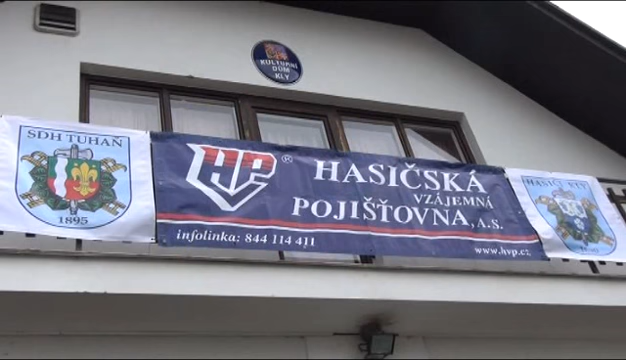 KULTURNÍ
DŮM
KLY
SDH TUHAŇ
1895
HVP ®
HASIČSKÁ
VZÁJEMNÁ
POJIŠŤOVNA, A.S.
infolinka: 844 114 411
www.hvp.cz
HASIČI KLY